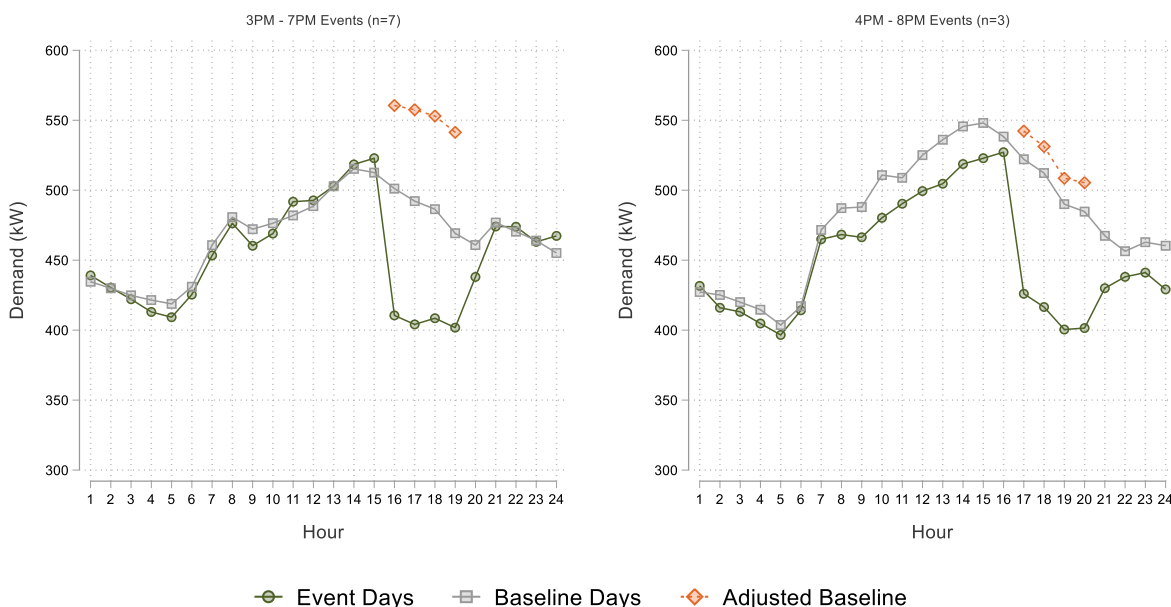 3PM - 7PM Events (n=7)
600
550
500
450
400
350
300
Demand (kW)
1 2 3 4 5 6 7 8 9 10 11 12 13 14 15 16 17 18 19 20 21 22 23 24
Hour
4PM - 8PM Events (n=3)
600
550
500
450
400
350
300
Demand (kW)
1 2 3 4 5 6 7 8 9 10 11 12 13 14 15 16 17 18 19 20 21 22 23 24
Hour
Event Days Baseline Days Adjusted Baseline